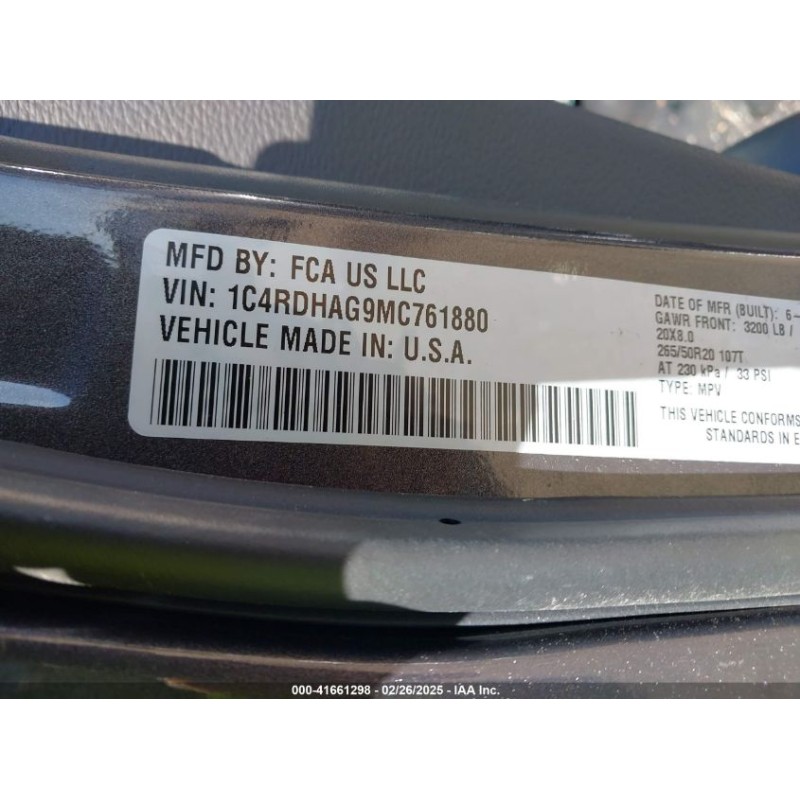 MFD BY: FCA US LLC
VIN: 1C4RDHAG9MC761880
VEHICLE MADE IN: U.S.A.
DATE OF MFR (BUILT): 6-
GAWR FRONT: 3200 LB /
20X8.0
265/50R20 107T
AT 230 kPa / 33 PSI
TYPE: MPV
THIS VEHICLE CONFORMS
STANDARDS IN E
000-41661298 - 02/26/2025 - IAA Inc.